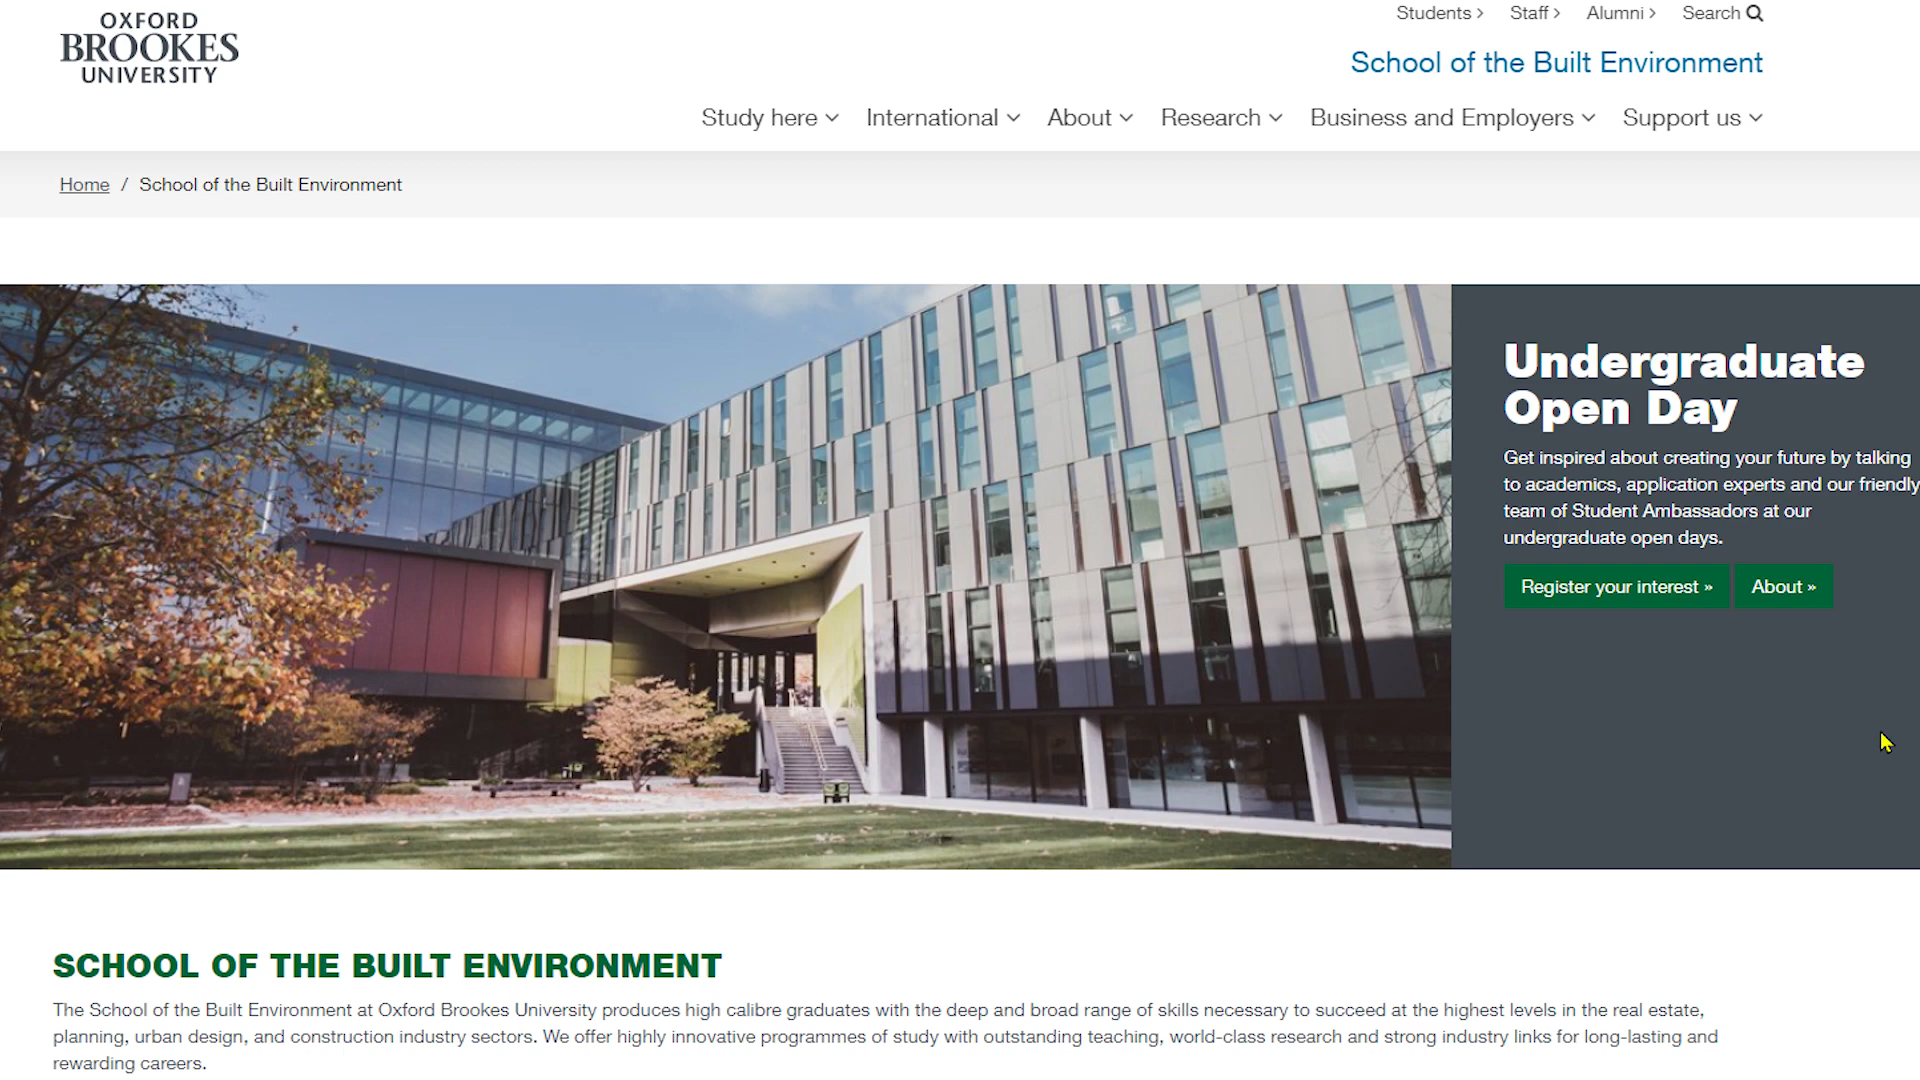 OXFORD
BROOKES
UNIVERSITY
Students
Staff
Alumni
Search
School of the Built Environment
Study here
International
About
Research
Business and Employers
Support us
Home / School of the Built Environment
Undergraduate
Open Day
Get inspired about creating your future by talking
to academics, application experts and our friendly
team of Student Ambassadors at our
undergraduate open days.
Register your interest »
About »
SCHOOL OF THE BUILT ENVIRONMENT
The School of the Built Environment at Oxford Brookes University produces high calibre graduates with the deep and broad range of skills necessary to succeed at the highest levels in the real estate,
planning, urban design, and construction industry sectors. We offer highly innovative programmes of study with outstanding teaching, world-class research and strong industry links for long-lasting and
rewarding careers.